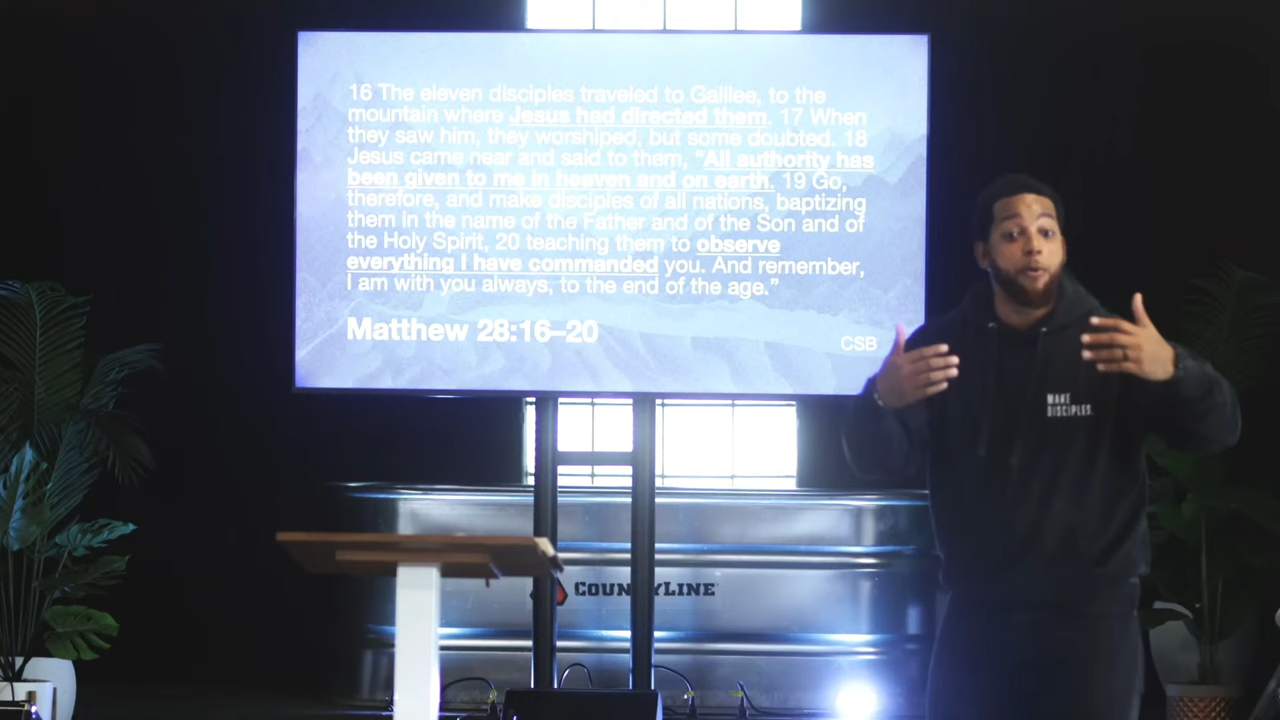 16 The eleven disciples traveled to Galilee, to the
mountain where Jesus had directed them. 17 When
they saw him, they worshiped, but some doubted. 18
Jesus came near and said to them, "All authority has
been given to me in heaven and on earth. 19 Go,
therefore, and make disciples of all nations, baptizing
them in the name of the Father and of the Son and of
the Holy Spirit, 20 teaching them to observe
everything I have commanded you. And remember,
I am with you always, to the end of the age."
Matthew 28:16–20
CSB
MAKE
DISCIPLES.